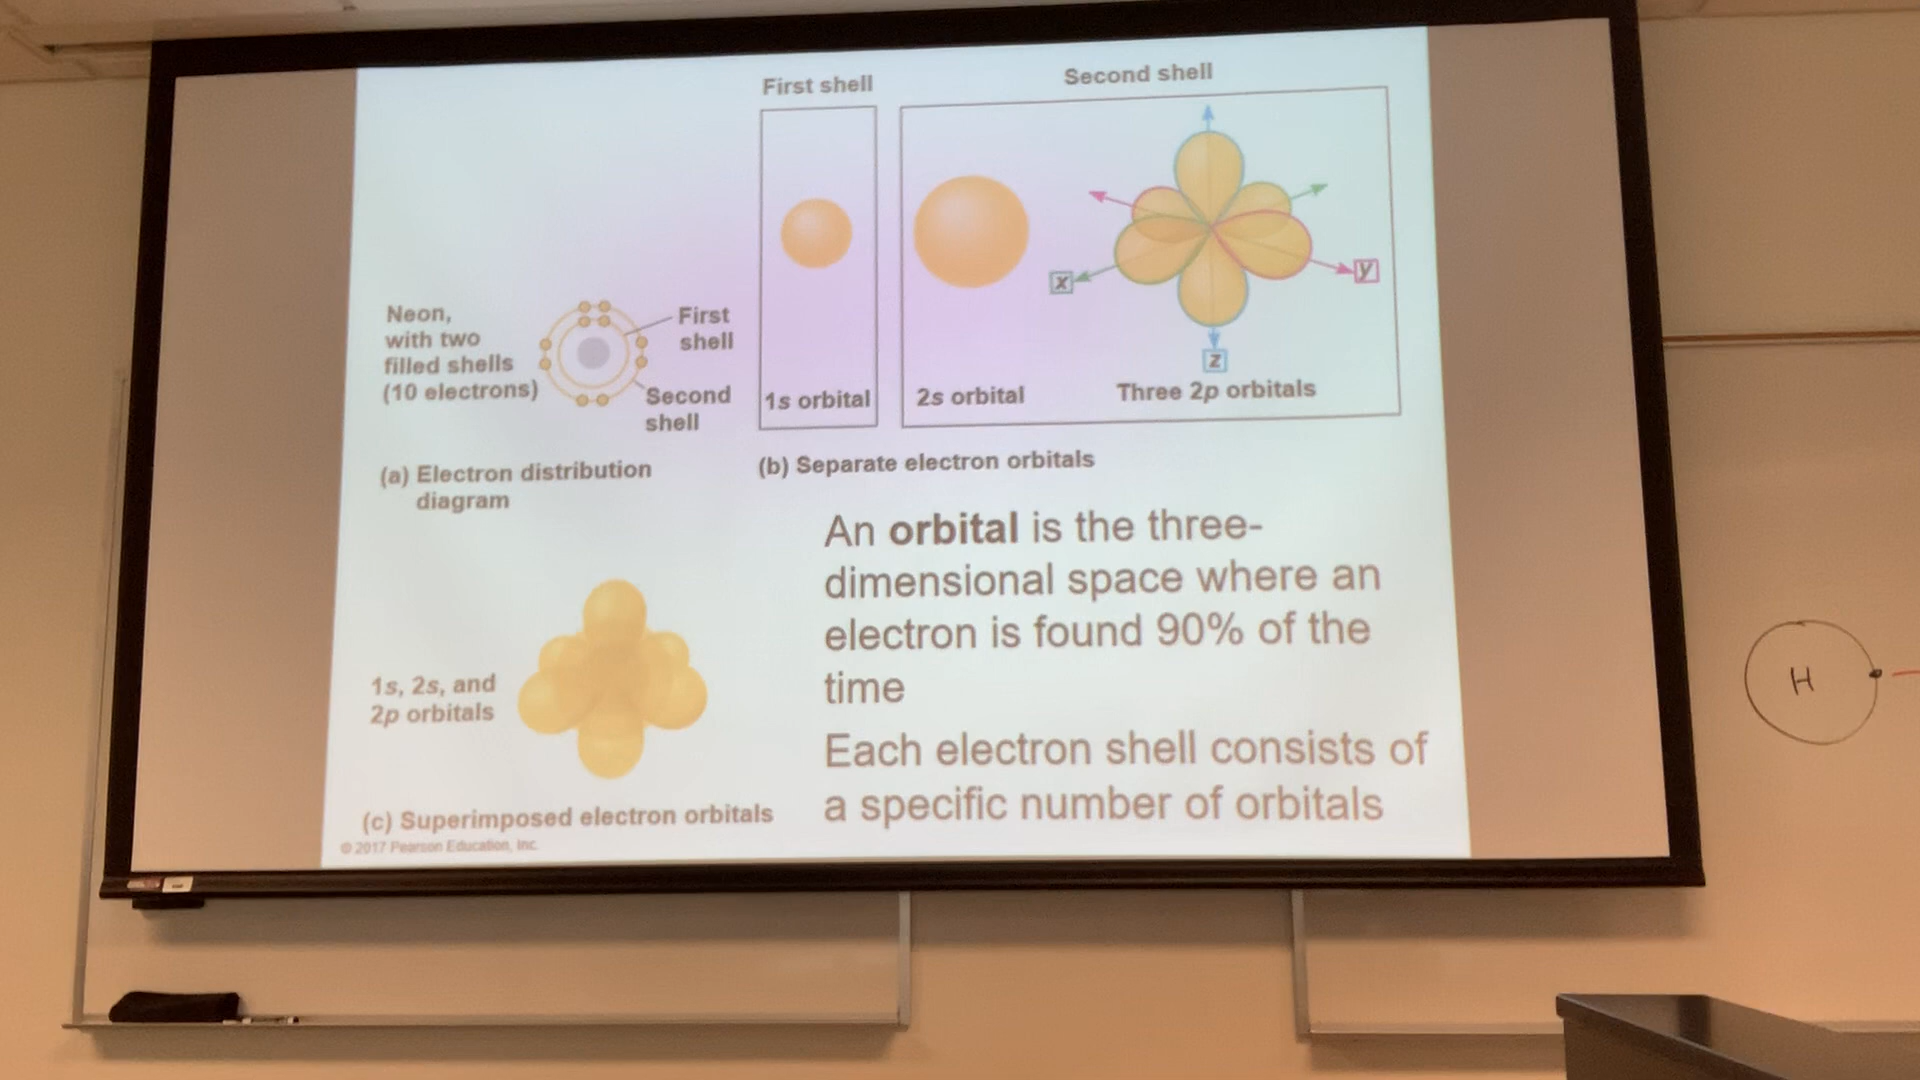 First shell
Second shell
Neon,
with two
filled shells
(10 electrons)
First
shell
Second
shell
1s orbital
2s orbital
x
y
z
Three 2p orbitals
(a) Electron distribution
diagram
(b) Separate electron orbitals
An orbital is the three-
dimensional space where an
electron is found 90% of the
time
Each electron shell consists of
a specific number of orbitals
1s, 2s, and
2p orbitals
(c) Superimposed electron orbitals
© 2017 Pearson Education, Inc.
H